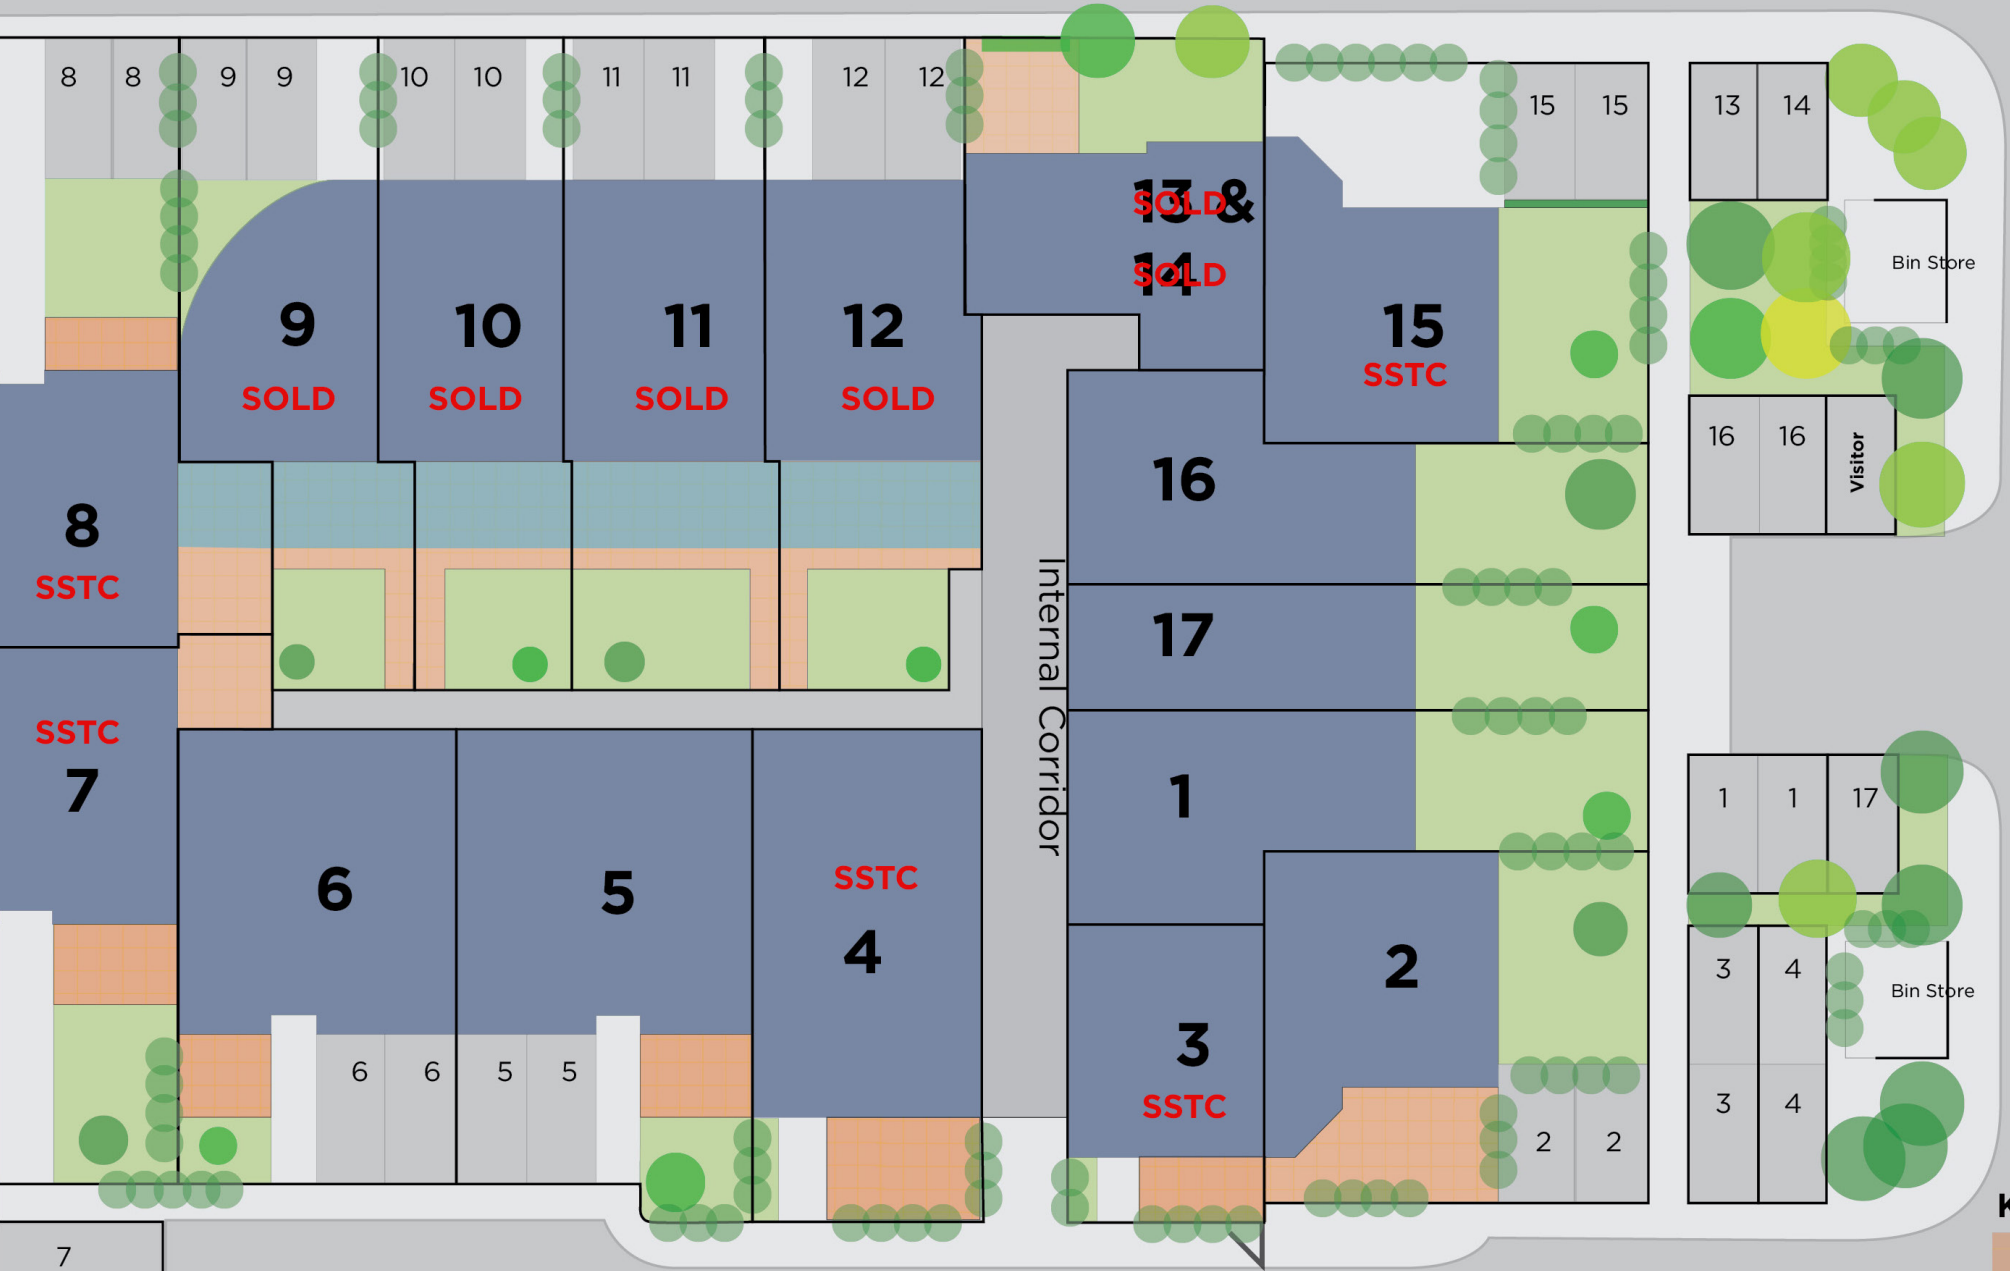 8 8 9 9 10 10 11 11 12 12
15 15 13 14
13 &
SOLD
14
SOLD
Bin Store
9 10 11 12 15
SOLD SOLD SOLD SOLD SSTC
16 16 Visitor
16
8
SSTC
17
Internal Corridor
SSTC
7
1
1 1 17
6 5
SSTC
4
2
3 4
Bin Store
3
SSTC
6 6 5 5
3 4
2 2
7
K